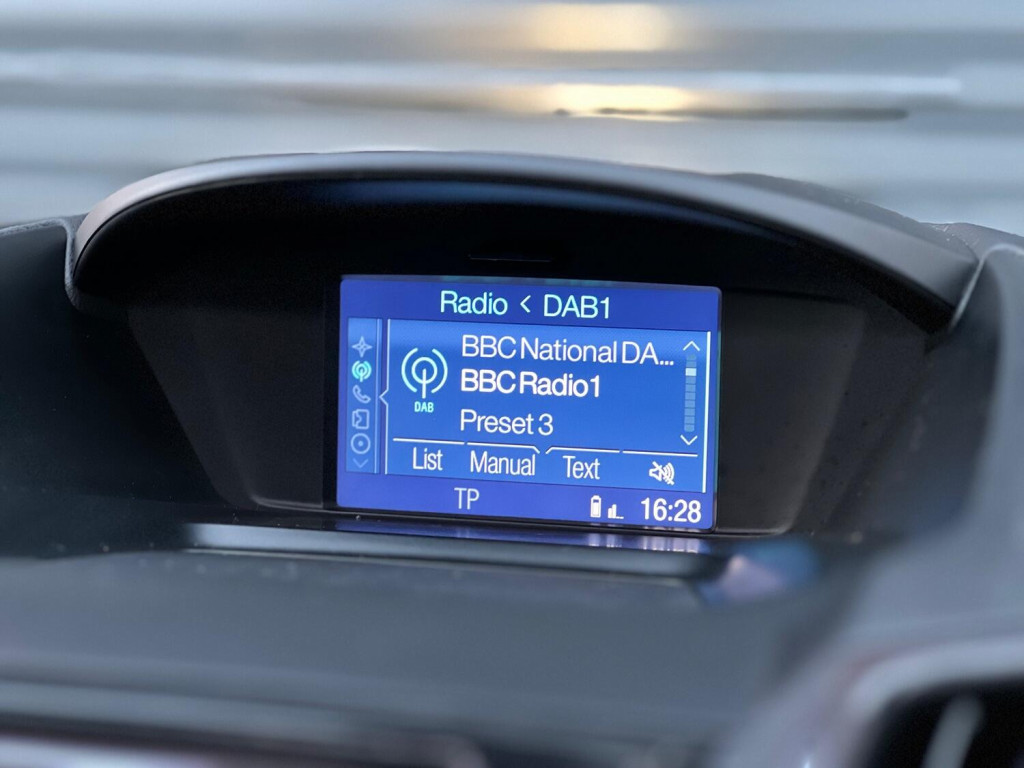 Radio < DAB1
BBC National DA...
BBC Radio1
DAB
Preset 3
List Manual Text
TP 16:28